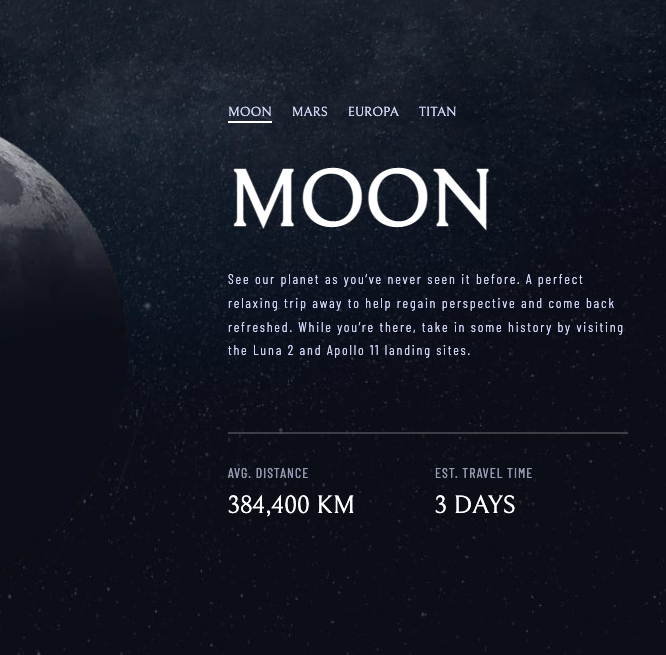 MOON MARS EUROPA TITAN
MOON
See our planet as you’ve never seen it before. A perfect
relaxing trip away to help regain perspective and come back
refreshed. While you’re there, take in some history by visiting
the Luna 2 and Apollo 11 landing sites.
AVG. DISTANCE EST. TRAVEL TIME
384,400 KM 3 DAYS